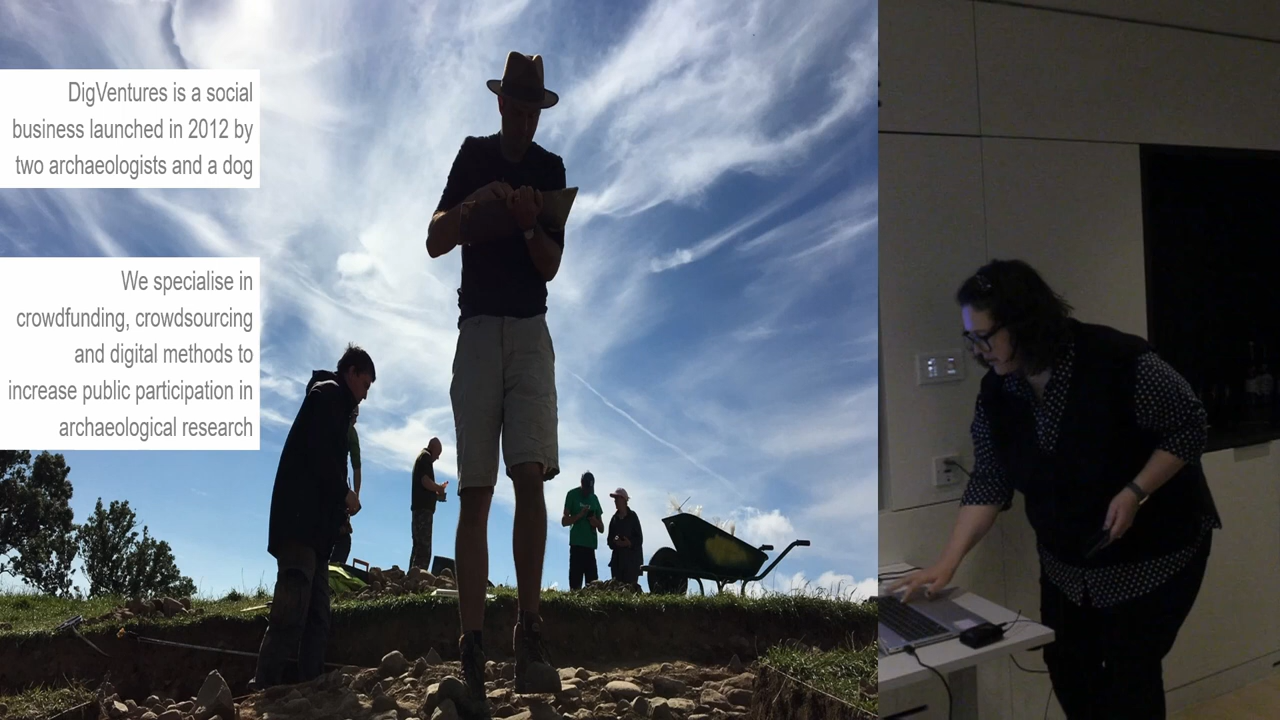 DigVentures is a social
business launched in 2012 by
two archaeologists and a dog
We specialise in
crowdfunding, crowdsourcing
and digital methods to
increase public participation in
archaeological research